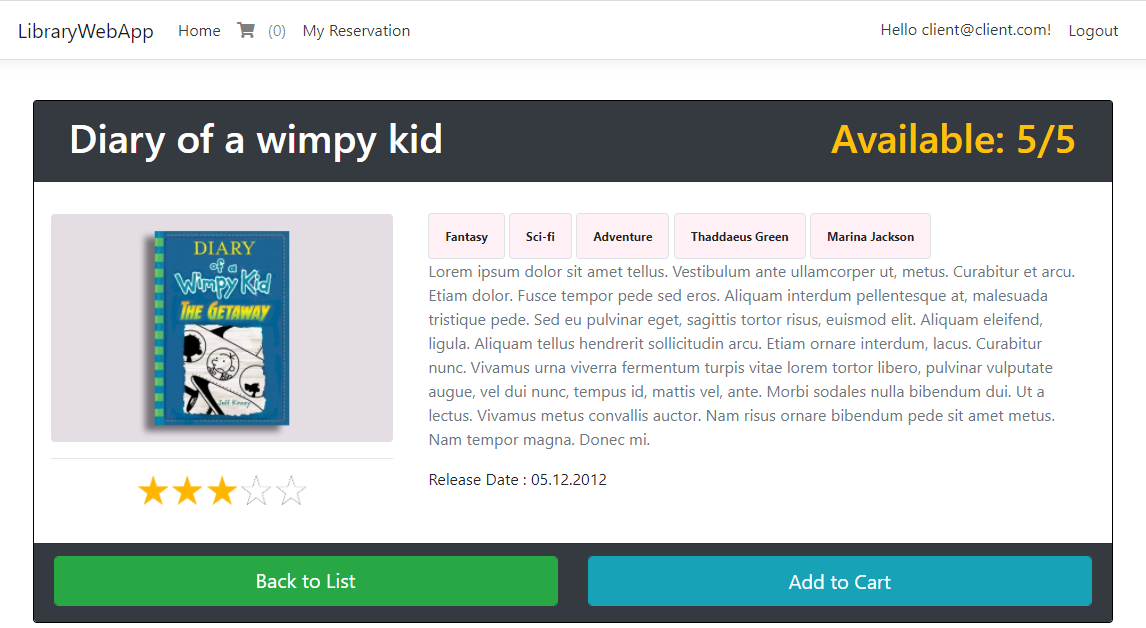 LibraryWebApp Home (0) My Reservation Hello client@client.com! Logout
Diary of a wimpy kid Available: 5/5
DIARY
of a
Wimpy Kid
THE GETAWAY
Jeff Kinney
Fantasy Sci-fi Adventure Thaddaeus Green Marina Jackson
Lorem ipsum dolor sit amet tellus. Vestibulum ante ullamcorper ut, metus. Curabitur et arcu.
Etiam dolor. Fusce tempor pede sed eros. Aliquam interdum pellentesque at, malesuada
tristique pede. Sed eu pulvinar eget, sagittis tortor risus, euismod elit. Aliquam eleifend,
ligula. Aliquam tellus hendrerit sollicitudin arcu. Etiam ornare interdum, lacus. Curabitur
nunc. Vivamus urna viverra fermentum turpis vitae lorem tortor libero, pulvinar vulputate
augue, vel dui nunc, tempus id, mattis vel, ante. Morbi sodales nulla bibendum dui. Ut a
lectus. Vivamus metus convallis auctor. Nam risus ornare bibendum pede sit amet metus.
Nam tempor magna. Donec mi.
Release Date : 05.12.2012
Back to List Add to Cart